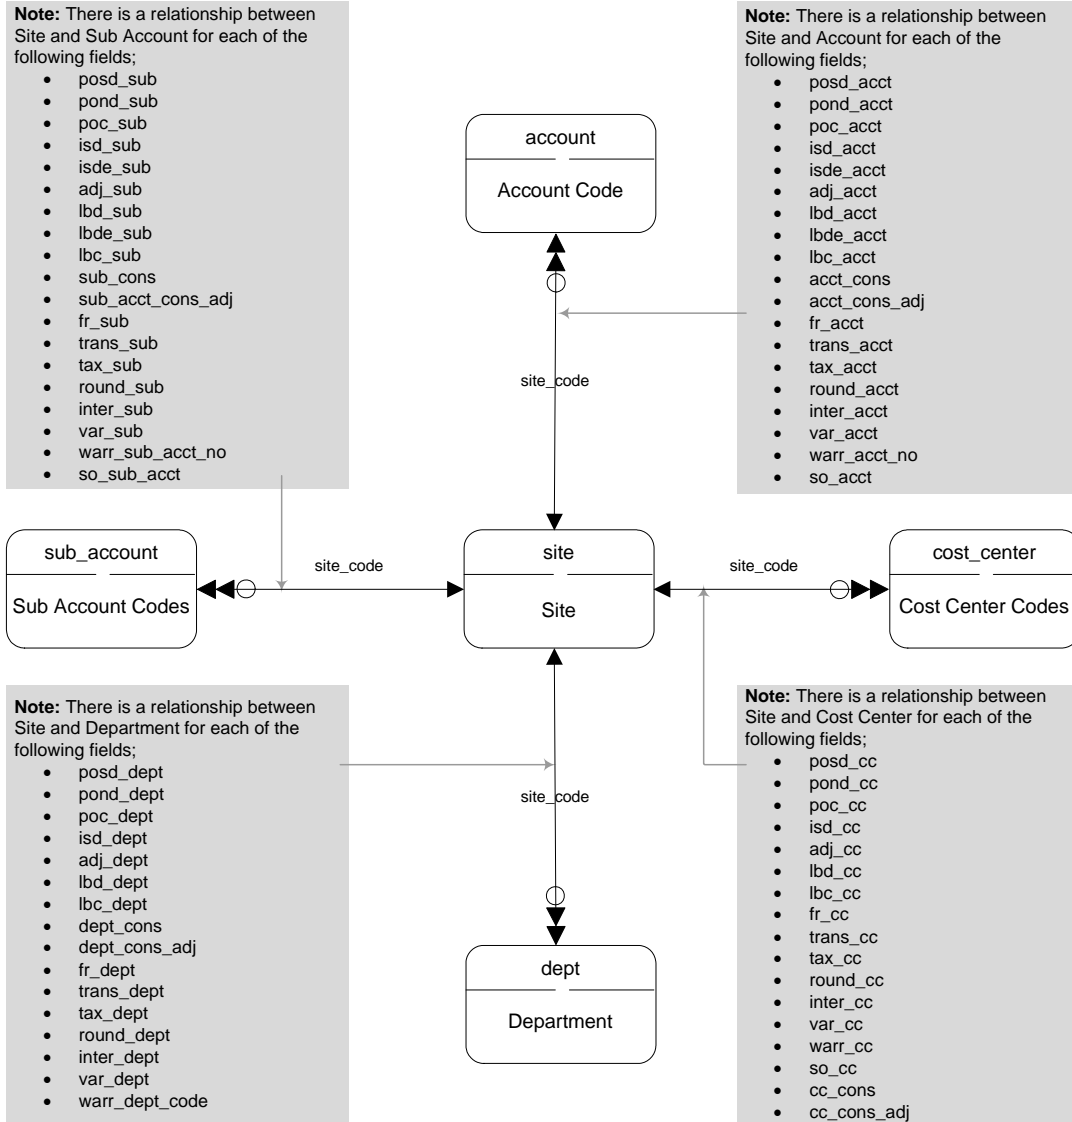 Note: There is a relationship between
Site and Sub Account for each of the
following fields;
• posd_sub
• pond_sub
• poc_sub
• isd_sub
• isde_sub
• adj_sub
• lbd_sub
• lbde_sub
• lbc_sub
• sub_cons
• sub_acct_cons_adj
• fr_sub
• trans_sub
• tax_sub
• round_sub
• inter_sub
• var_sub
• warr_sub_acct_no
• so_sub_acct
account
Account Code
Note: There is a relationship between
Site and Account for each of the
following fields;
• posd_acct
• pond_acct
• poc_acct
• isd_acct
• isde_acct
• adj_acct
• lbd_acct
• lbde_acct
• lbc_acct
• acct_cons
• acct_cons_adj
• fr_acct
• trans_acct
• tax_acct
• round_acct
• inter_acct
• var_acct
• warr_acct_no
• so_acct
site_code
sub_account
Sub Account Codes
site_code
site
Site
site_code
cost_center
Cost Center Codes
Note: There is a relationship between
Site and Department for each of the
following fields;
• posd_dept
• pond_dept
• poc_dept
• isd_dept
• adj_dept
• lbd_dept
• lbc_dept
• dept_cons
• dept_cons_adj
• fr_dept
• trans_dept
• tax_dept
• round_dept
• inter_dept
• var_dept
• warr_dept_code
site_code
dept
Department
Note: There is a relationship between
Site and Cost Center for each of the
following fields;
• posd_cc
• pond_cc
• poc_cc
• isd_cc
• adj_cc
• lbd_cc
• lbc_cc
• fr_cc
• trans_cc
• tax_cc
• round_cc
• inter_cc
• var_cc
• warr_cc
• so_cc
• cc_cons
• cc_cons_adj